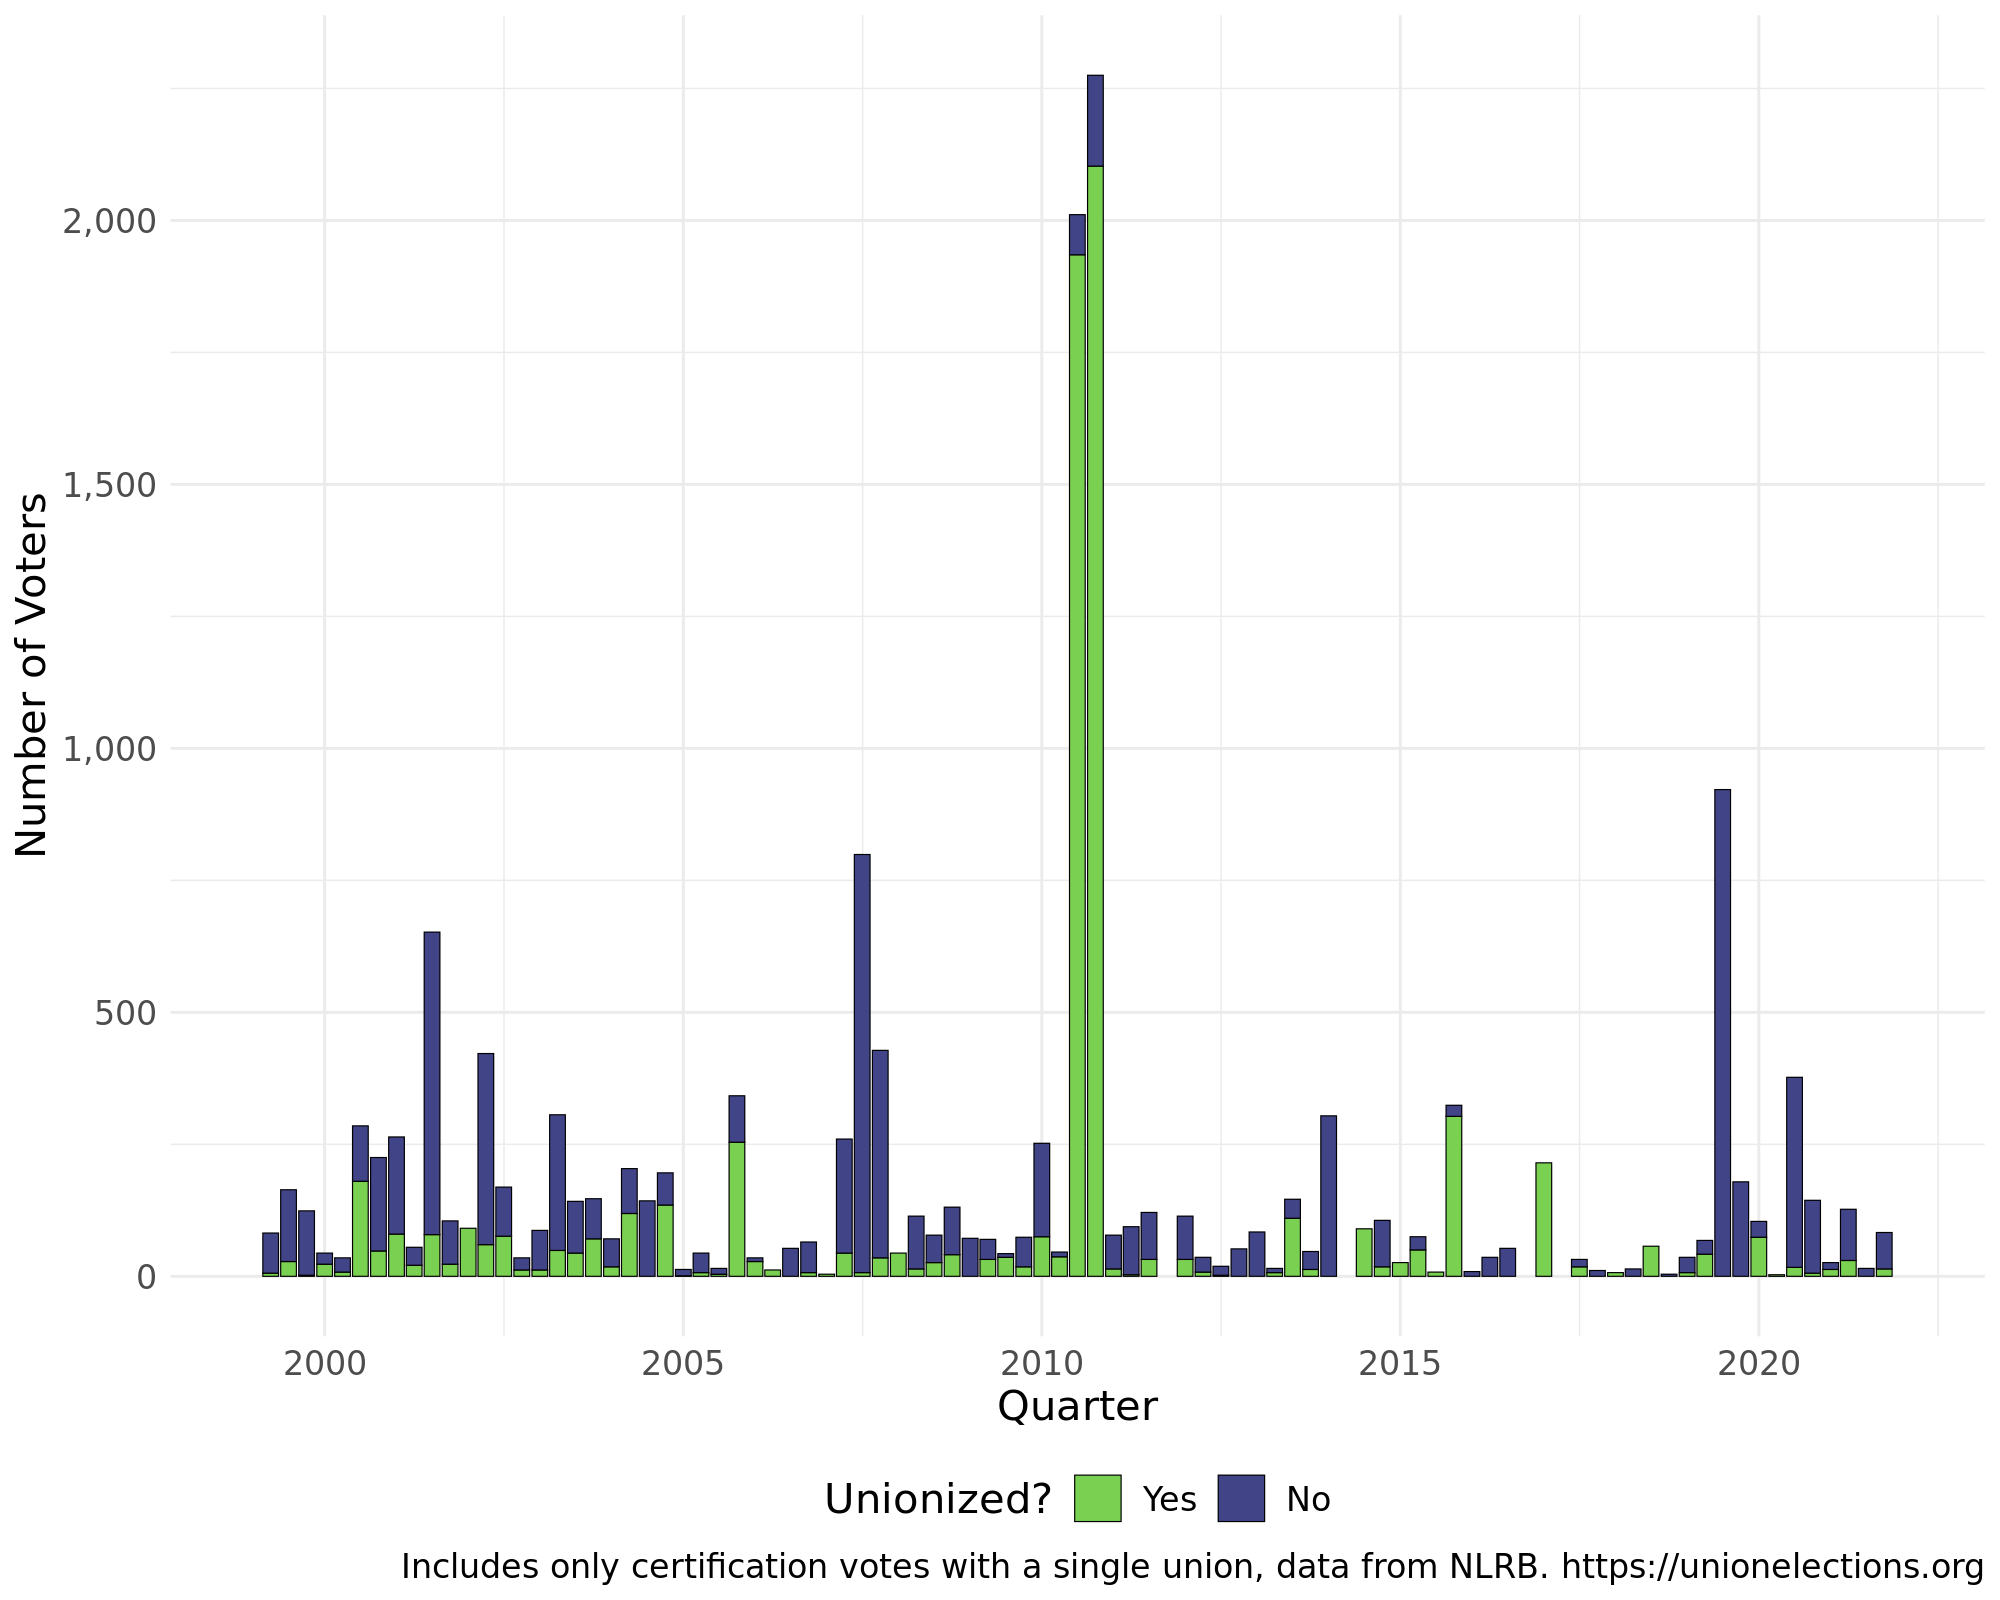 2,000
1,500
1,000
500
0
Number of Voters
2000 2005 2010 2015 2020
Quarter
Unionized? Yes No
Includes only certification votes with a single union, data from NLRB. https://unionelections.org